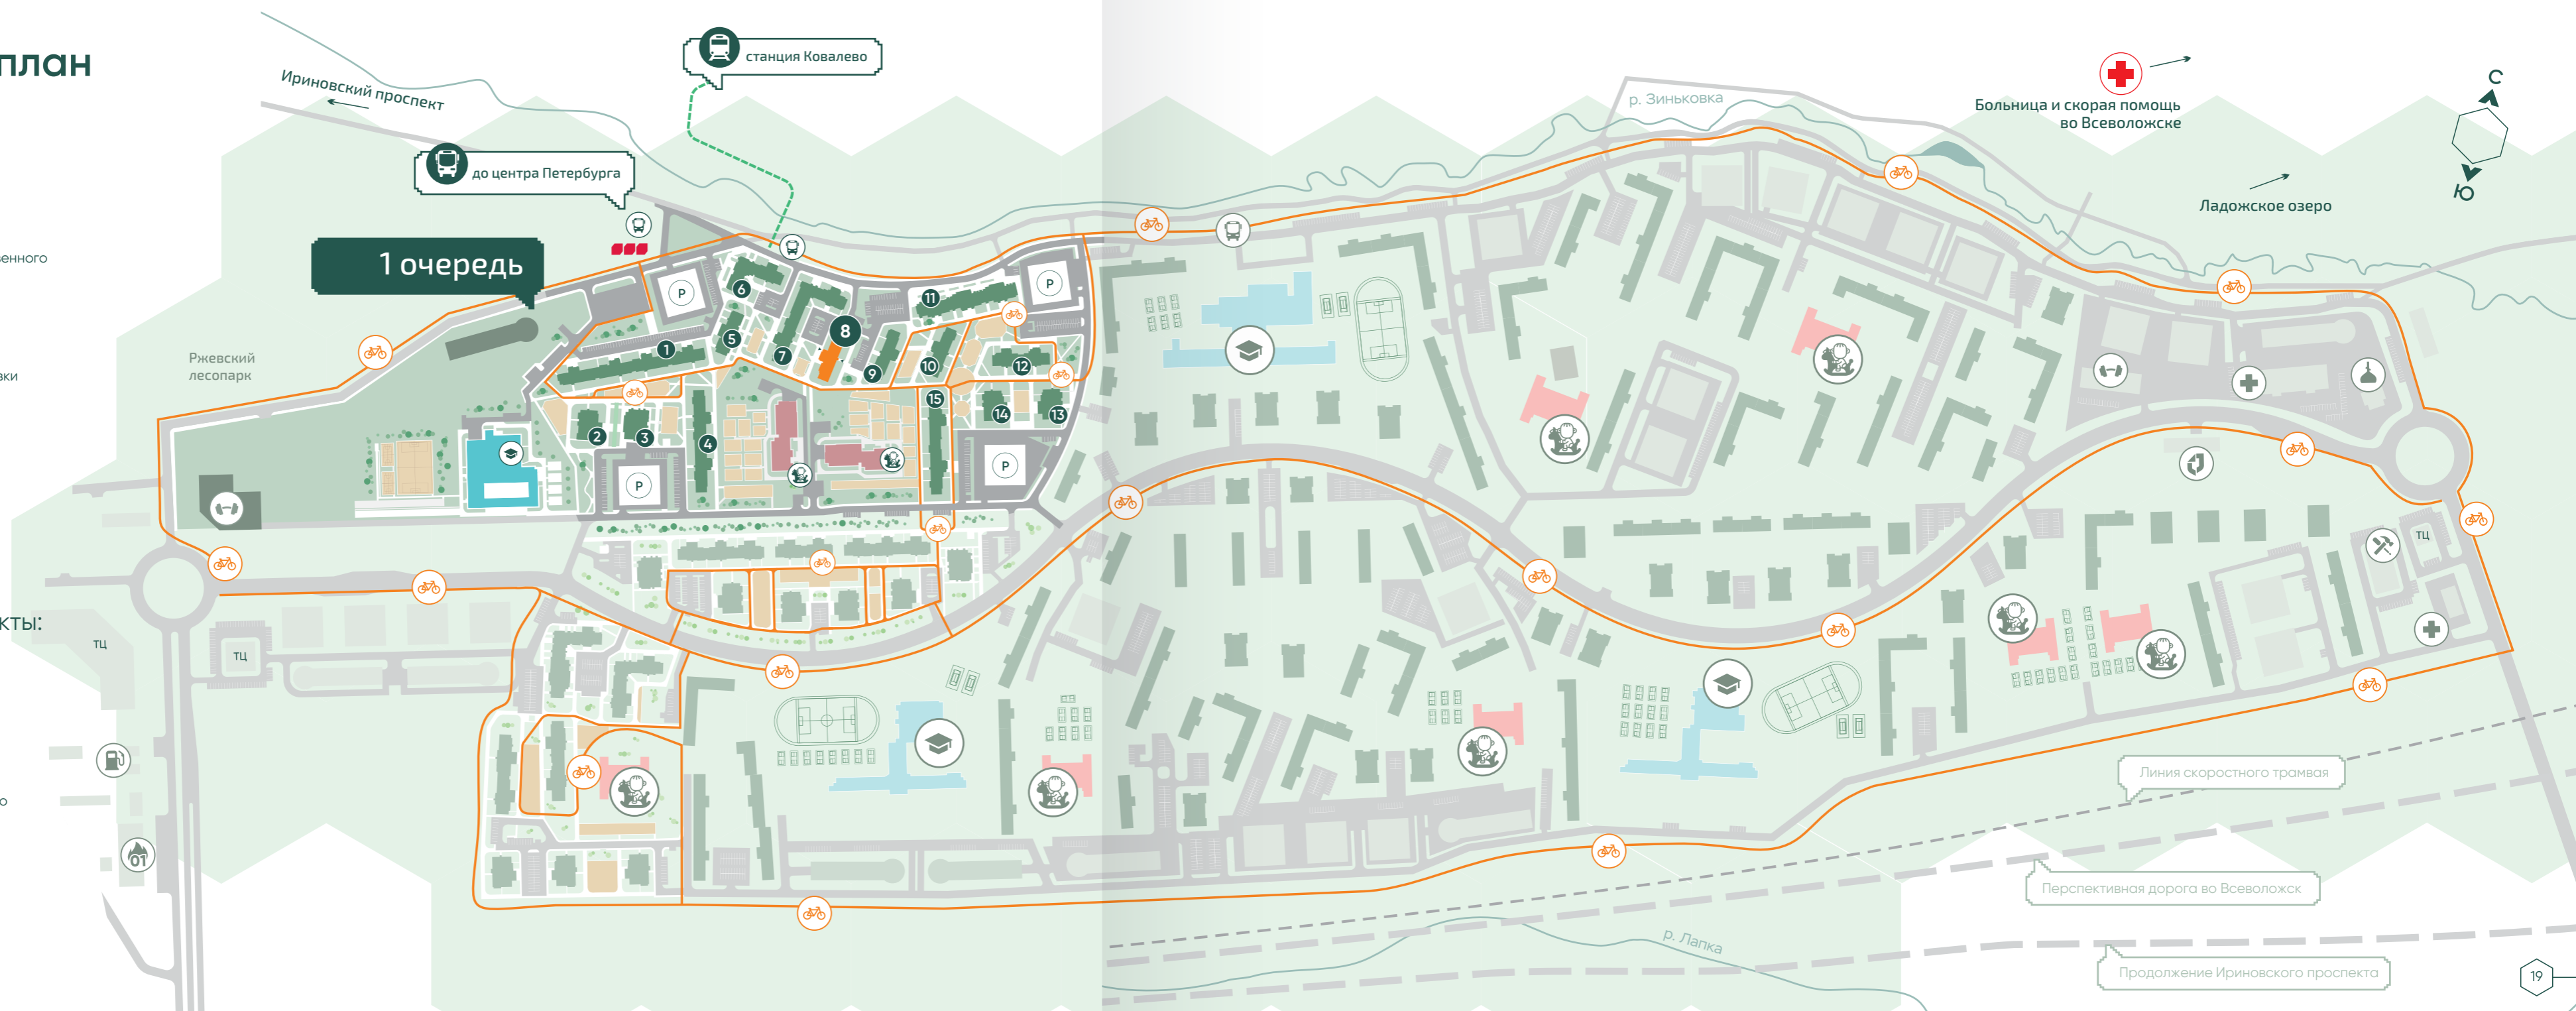 план
станция Ковалево
Ириновский проспект
до центра Петербурга
р. Зиньковка
Больница и скорая помощь
во Всеволожске
С
Ю
Ладожское озеро
1 очередь
енного
Ржевский
лесопарк
вки
P
P
P
P
1
2
3
4
5
6
7
8
9
10
11
12
13
14
15
кты:
ТЦ
ТЦ
ТЦ
о
01
Линия скоростного трамвая
Перспективная дорога во Всеволожск
р. Лапка
Продолжение Ириновского проспекта
19